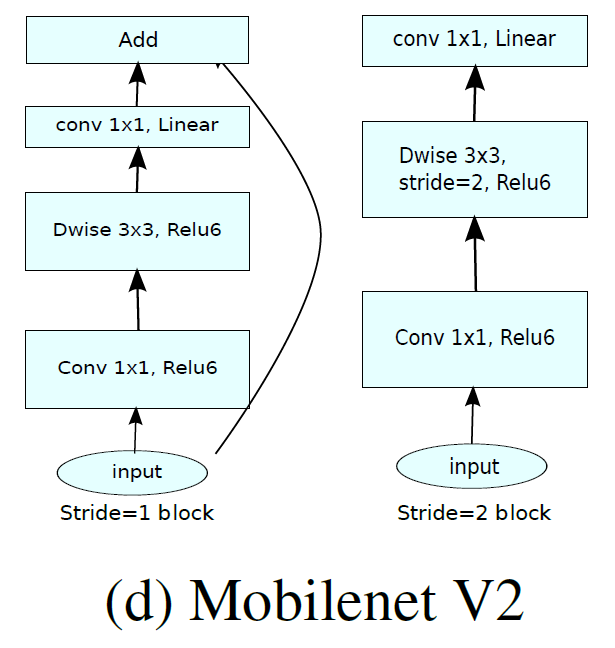 Add
conv 1x1, Linear
Dwise 3x3, Relu6
Conv 1x1, Relu6
input
Stride=1 block
conv 1x1, Linear
Dwise 3x3,
stride=2, Relu6
Conv 1x1, Relu6
input
Stride=2 block
(d) Mobilenet V2